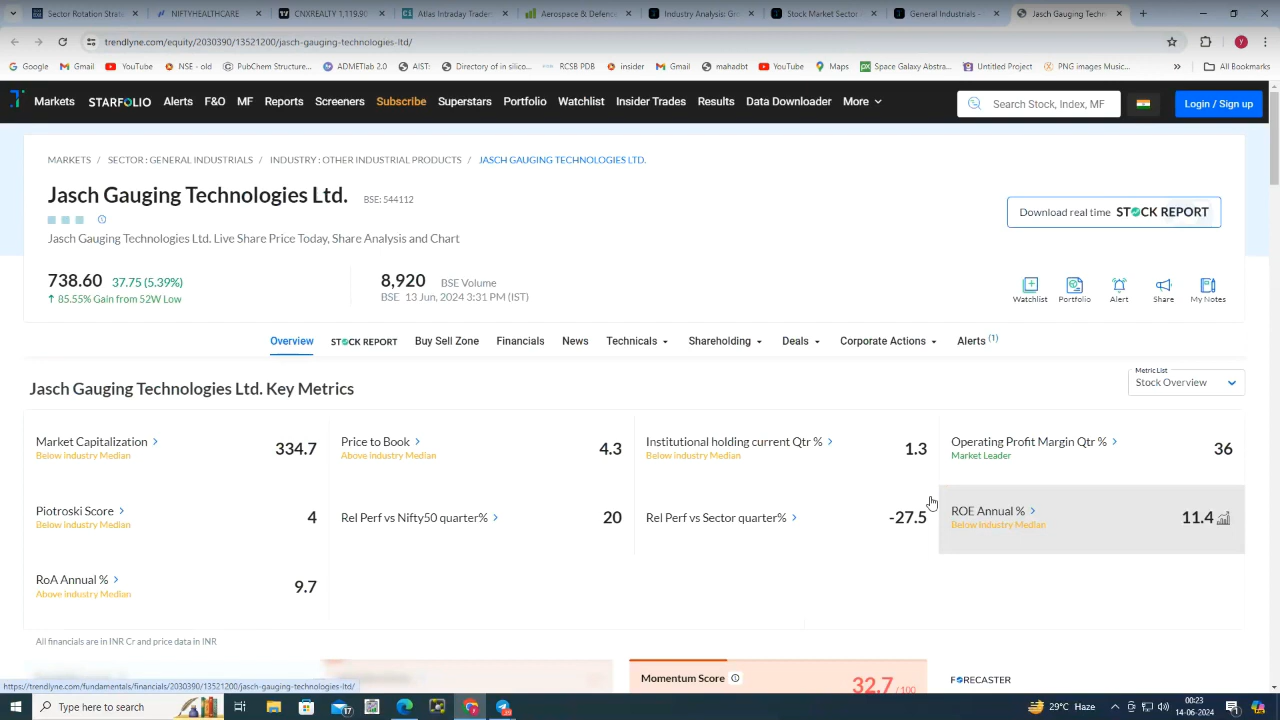 MARKETS
CNXREALTY 1,119.90
Financials
Aerospace & Defence
Analysis
Stock
General Industrials
Jasch Gauging
trendlyne.com/equity/2030390/13521200/jasch-gauging-technologies-ltd/
Google Gmail YouTube NSE - old PubChem Structure... ADMETlab 2.0 AIST: Directory of in silico... RCSB PDB insider Gmail mahadbt YouTube Maps Space Galaxy Abstra... Untitled Project PNG images Music... All Bookmarks
Markets STARFOLIO Alerts F&O MF Reports Screeners Subscribe Superstars Portfolio Watchlist Insider Trades Results Data Downloader More Search Stock, Index, MF Login / Sign up
MARKETS / SECTOR : GENERAL INDUSTRIALS / INDUSTRY : OTHER INDUSTRIAL PRODUCTS / JASCH GAUGING TECHNOLOGIES LTD.
Jasch Gauging Technologies Ltd. BSE: 544112
Download real time STOCK REPORT
Jasch Gauging Technologies Ltd. Live Share Price Today, Share Analysis and Chart
738.60 37.75 (5.39%) 8,920 BSE Volume
↑ 85.55% Gain from 52W Low BSE 13 Jun, 2024 3:31 PM (IST)
Watchlist Portfolio Alert Share My Notes
Overview STOCK REPORT Buy Sell Zone Financials News Technicals Shareholding Deals Corporate Actions Alerts (1)
Metric List
Jasch Gauging Technologies Ltd. Key Metrics Stock Overview
Market Capitalization 334.7 Price to Book 4.3 Institutional holding current Qtr % 1.3 Operating Profit Margin Qtr % 36
Below industry Median Above industry Median Below industry Median Market Leader
Piotroski Score 4 Rel Perf vs Nifty50 quarter% 20 Rel Perf vs Sector quarter% -27.5 ROE Annual % 11.4
Below industry Median Below industry Median
RoA Annual % 9.7
Above industry Median
All financials are in INR Cr and price data in INR
Momentum Score 32.7 / 100 FORECASTER
https://trendlyne.com/fundamentals/financials/2030390/13521200/jasch-gauging-technologies-ltd/
Type here to search 17 39°C Haze ENG 00:23
14-06-2024